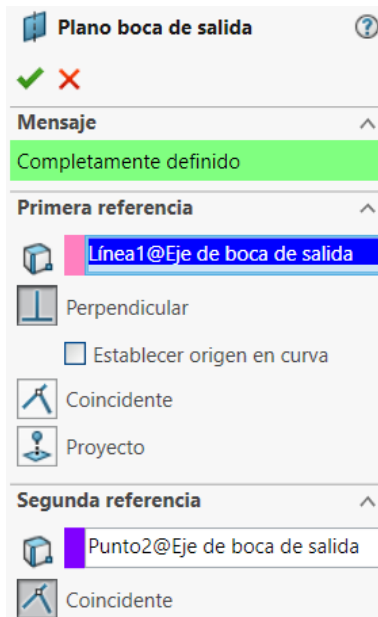 Plano boca de salida
Mensaje
Completamente definido
Primera referencia
Línea1@Eje de boca de salida
Perpendicular
Establecer origen en curva
Coincidente
Proyecto
Segunda referencia
Punto2@Eje de boca de salida
Coincidente